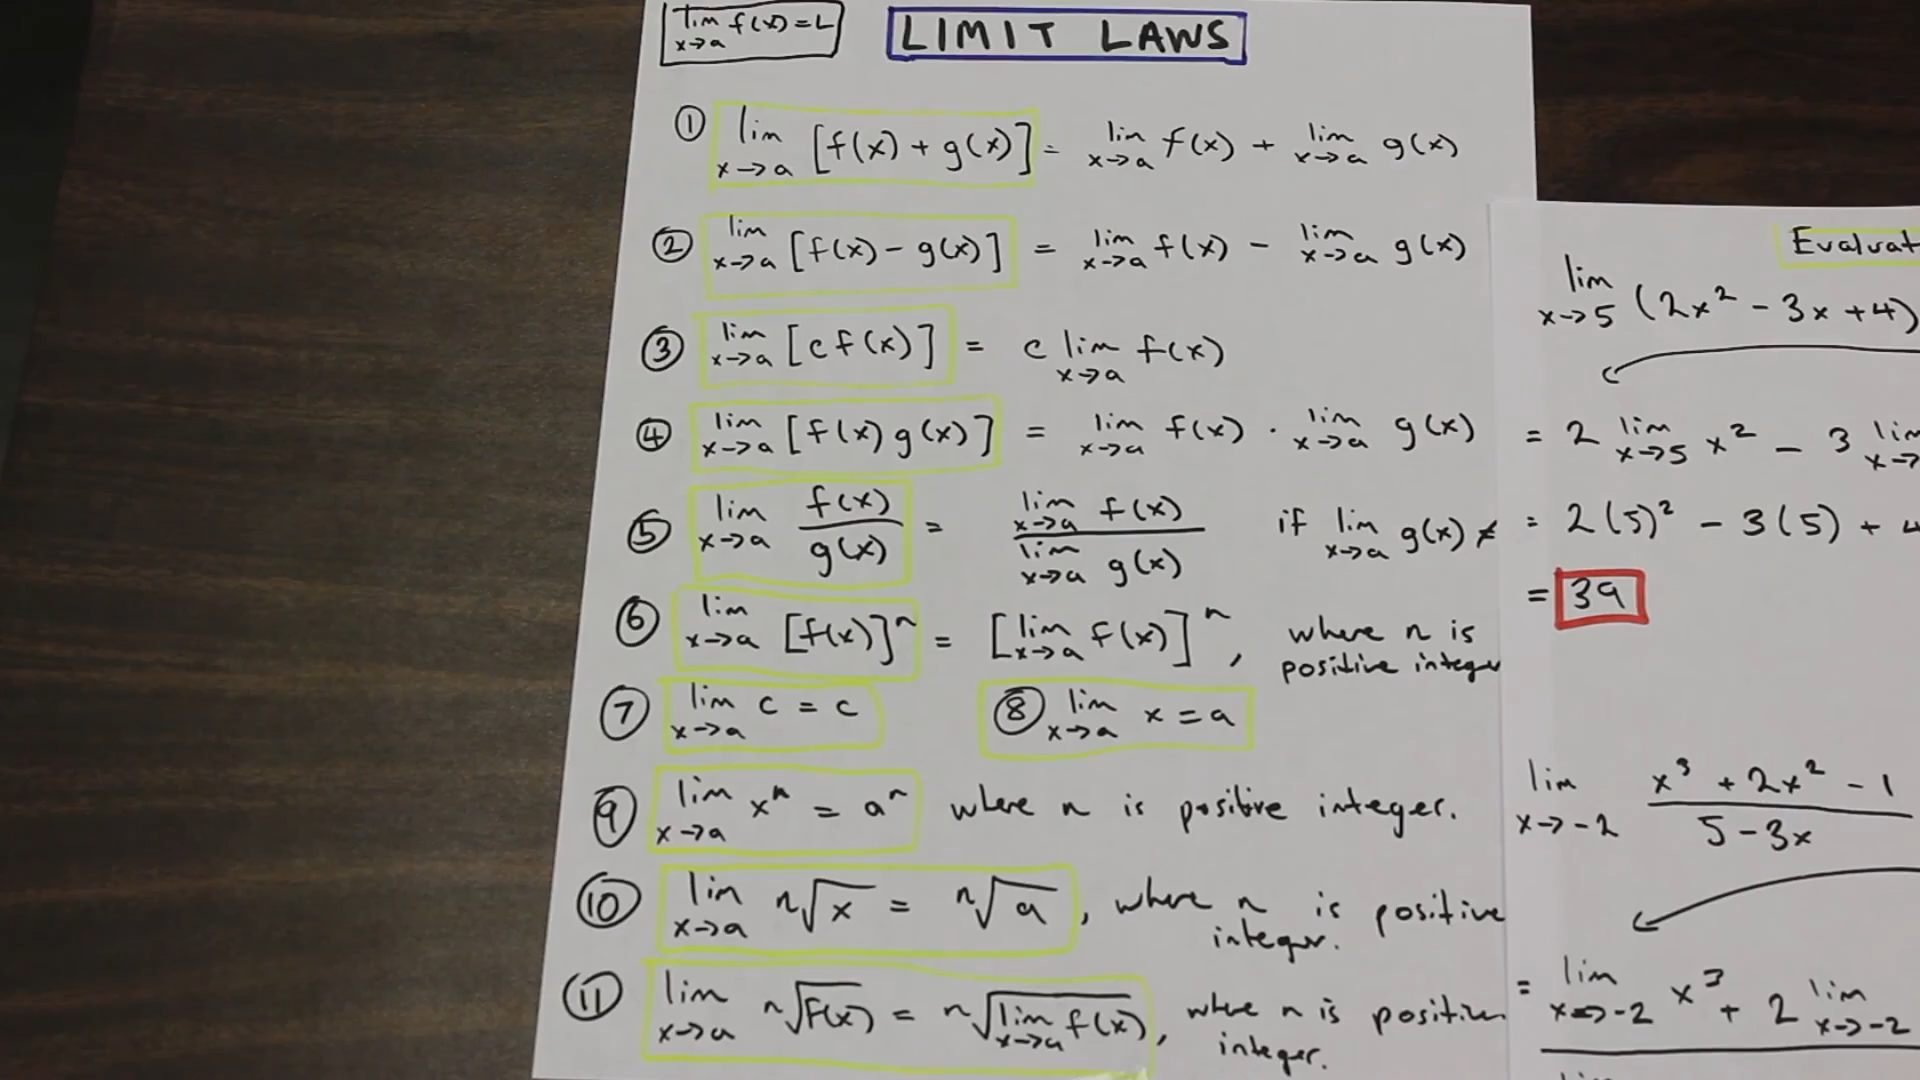 lim x→a f(x) = L
LIMIT LAWS
① lim x→a [f(x) + g(x)] = lim x→a f(x) + lim x→a g(x)
② lim x→a [f(x) - g(x)] = lim x→a f(x) - lim x→a g(x)
③ lim x→a [c f(x)] = c lim x→a f(x)
④ lim x→a [f(x) g(x)] = lim x→a f(x) · lim x→a g(x)
⑤ lim x→a f(x)/g(x) = lim x→a f(x) / lim x→a g(x) if lim x→a g(x) ≠
⑥ lim x→a [f(x)]ⁿ = [lim x→a f(x)]ⁿ, where n is
positive integer
⑦ lim x→a c = c ⑧ lim x→a x = a
⑨ lim x→a xⁿ = aⁿ where n is positive integer.
⑩ lim x→a ⁿ√x = ⁿ√a, where n is positive
integer.
⑪ lim x→a ⁿ√f(x) = ⁿ√lim x→a f(x), where n is
integer.
lim x→5 (2x² - 3x + 4)
= 2 lim x→5 x² - 3 lim x→
= 2(5)² - 3(5) +
= 39
lim x→-2 x³ + 2x² - 1 / 5 - 3x
= lim x→-2 x³ + 2 lim x→-2